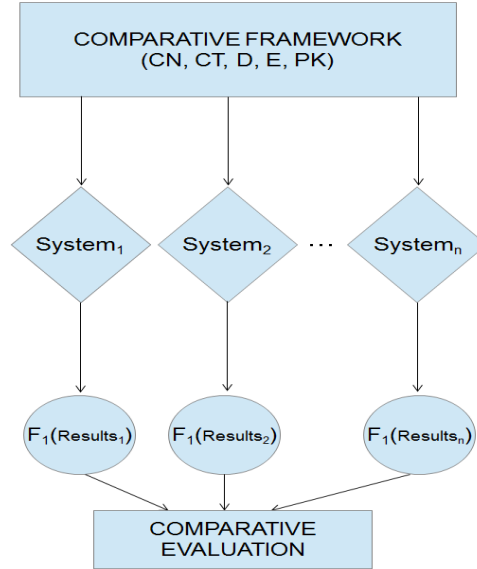 COMPARATIVE FRAMEWORK
(CN, CT, D, E, PK)
System₁
System₂
...
Systemₙ
F₁(Results₁)
F₁(Results₂)
F₁(Resultsₙ)
COMPARATIVE
EVALUATION